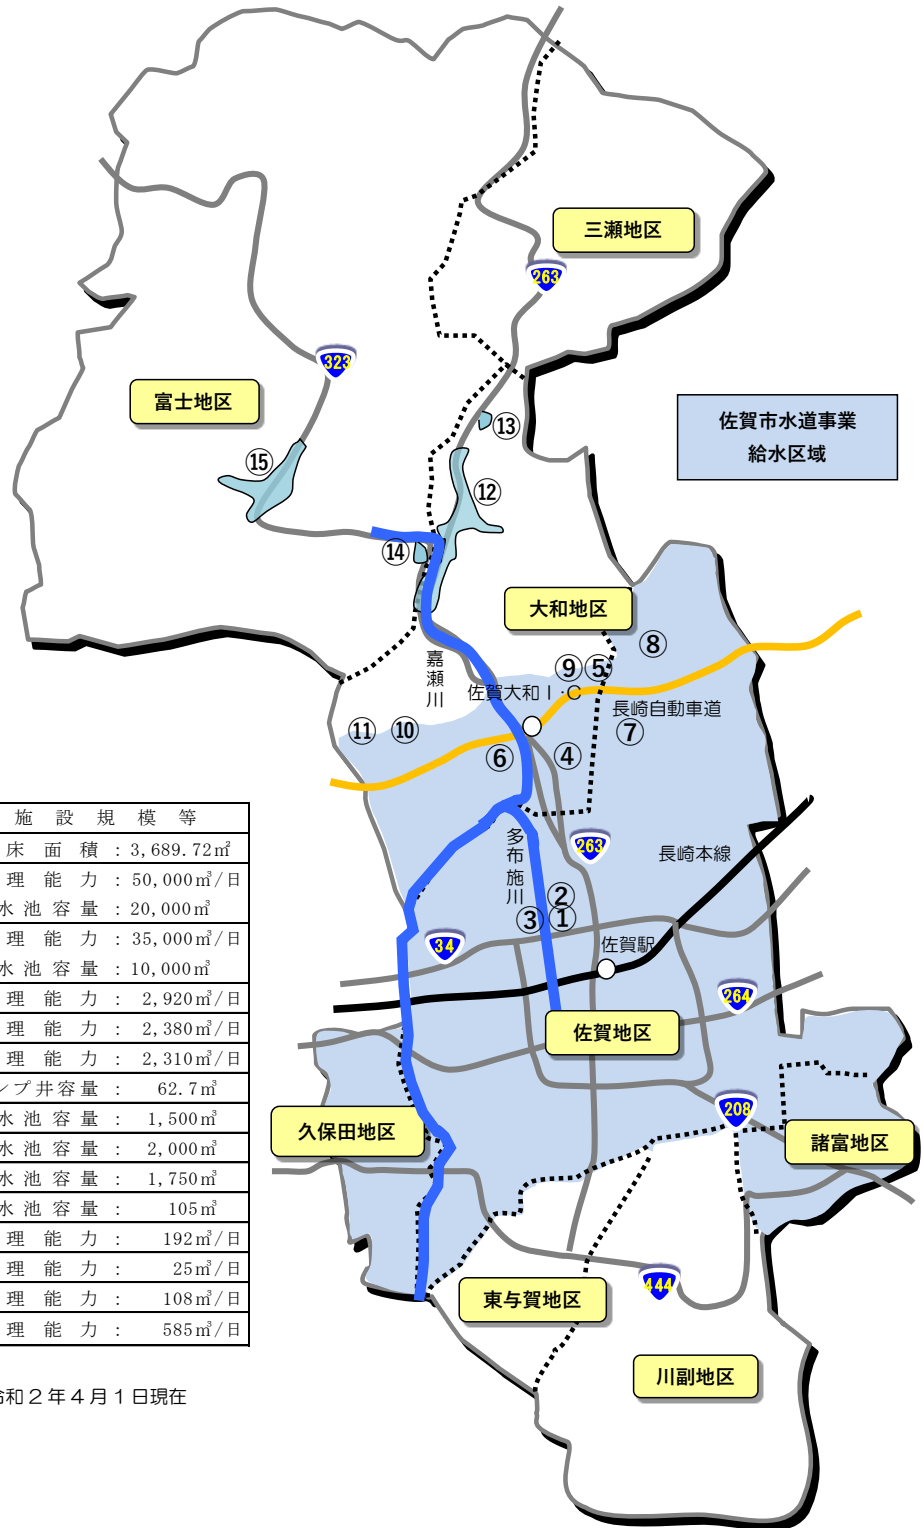 三瀬地区
263
323
富士地区
佐賀市水道事業
給水区域
⑬
⑮
⑫
⑭
大和地区
⑧
嘉瀬川
⑨
⑤
佐賀大和Ｉ・C
長崎自動車道
⑪
⑩
⑦
⑥
④
施設規模等
床面積：3,689.72㎡
理能力：50,000㎥/日
水池容量：20,000㎥
理能力：35,000㎥/日
水池容量：10,000㎥
理能力：2,920㎥/日
理能力：2,380㎥/日
理能力：2,310㎥/日
ンプ井容量：62.7㎥
水池容量：1,500㎥
水池容量：2,000㎥
水池容量：1,750㎥
水池容量：105㎥
理能力：192㎥/日
理能力：25㎥/日
理能力：108㎥/日
理能力：585㎥/日
令和２年４月１日現在
多布施川
263
長崎本線
②
③
①
34
佐賀駅
264
佐賀地区
久保田地区
208
諸富地区
東与賀地区
444
川副地区